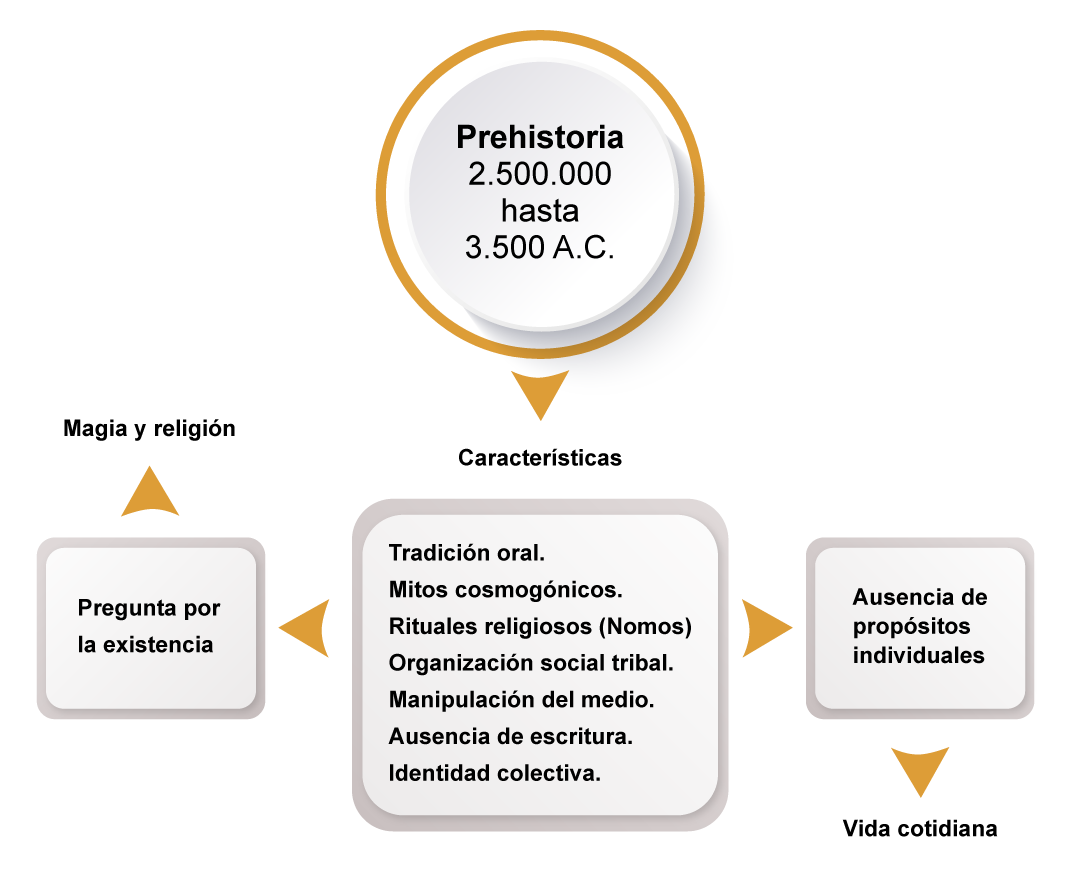 Prehistoria
2.500.000
hasta
3.500 A.C.
Magia y religión
Características
Pregunta por
la existencia
Tradición oral.
Mitos cosmogónicos.
Rituales religiosos (Nomos)
Organización social tribal.
Manipulación del medio.
Ausencia de escritura.
Identidad colectiva.
Ausencia de
propósitos
individuales
Vida cotidiana